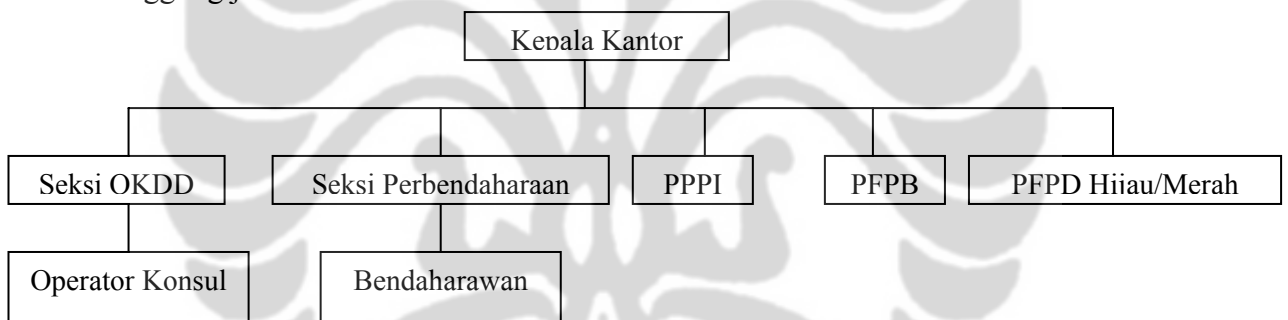 Kepala Kantor
Seksi OKDD
Seksi Perbendaharaan
PPPI
PFPB
PFPD Hijau/Merah
Operator Konsul
Bendaharawan